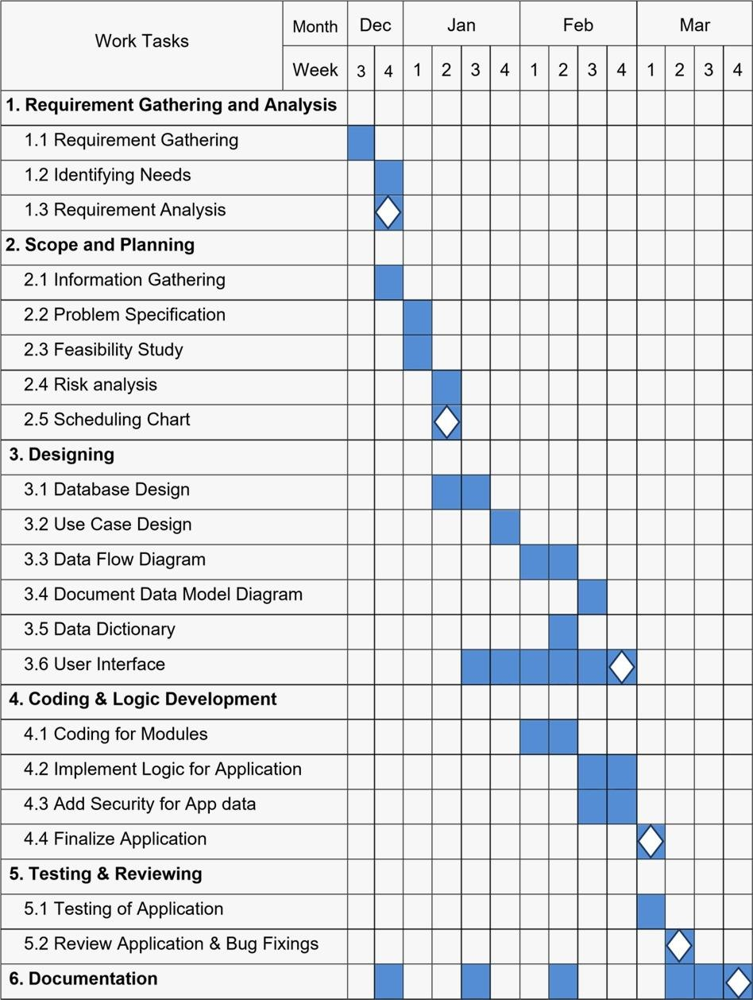 Work Tasks Month Dec Jan Feb Mar
Week 3 4 1 2 3 4 1 2 3 4 1 2 3 4
1. Requirement Gathering and Analysis
1.1 Requirement Gathering
1.2 Identifying Needs
1.3 Requirement Analysis
2. Scope and Planning
2.1 Information Gathering
2.2 Problem Specification
2.3 Feasibility Study
2.4 Risk analysis
2.5 Scheduling Chart
3. Designing
3.1 Database Design
3.2 Use Case Design
3.3 Data Flow Diagram
3.4 Document Data Model Diagram
3.5 Data Dictionary
3.6 User Interface
4. Coding & Logic Development
4.1 Coding for Modules
4.2 Implement Logic for Application
4.3 Add Security for App data
4.4 Finalize Application
5. Testing & Reviewing
5.1 Testing of Application
5.2 Review Application & Bug Fixings
6. Documentation